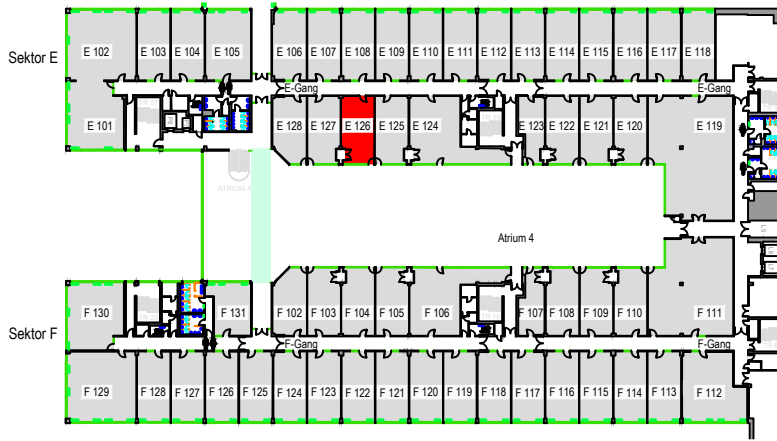 E 102
E 103
E 104
E 105
E 106
E 107
E 108
E 109
E 110
E 111
E 112
E 113
E 114
E 115
E 116
E 117
E 118
Sektor E
E-Gang
E-Gang
E 101
E 128
E 127
E 126
E 125
E 124
E 123
E 122
E 121
E 120
E 119
ATRIUM 4
Atrium 4
F 130
F 131
F 102
F 103
F 104
F 105
F 106
F 107
F 108
F 109
F 110
F 111
Sektor F
F-Gang
F-Gang
F 129
F 128
F 127
F 126
F 125
F 124
F 123
F 122
F 121
F 120
F 119
F 118
F 117
F 116
F 115
F 114
F 113
F 112